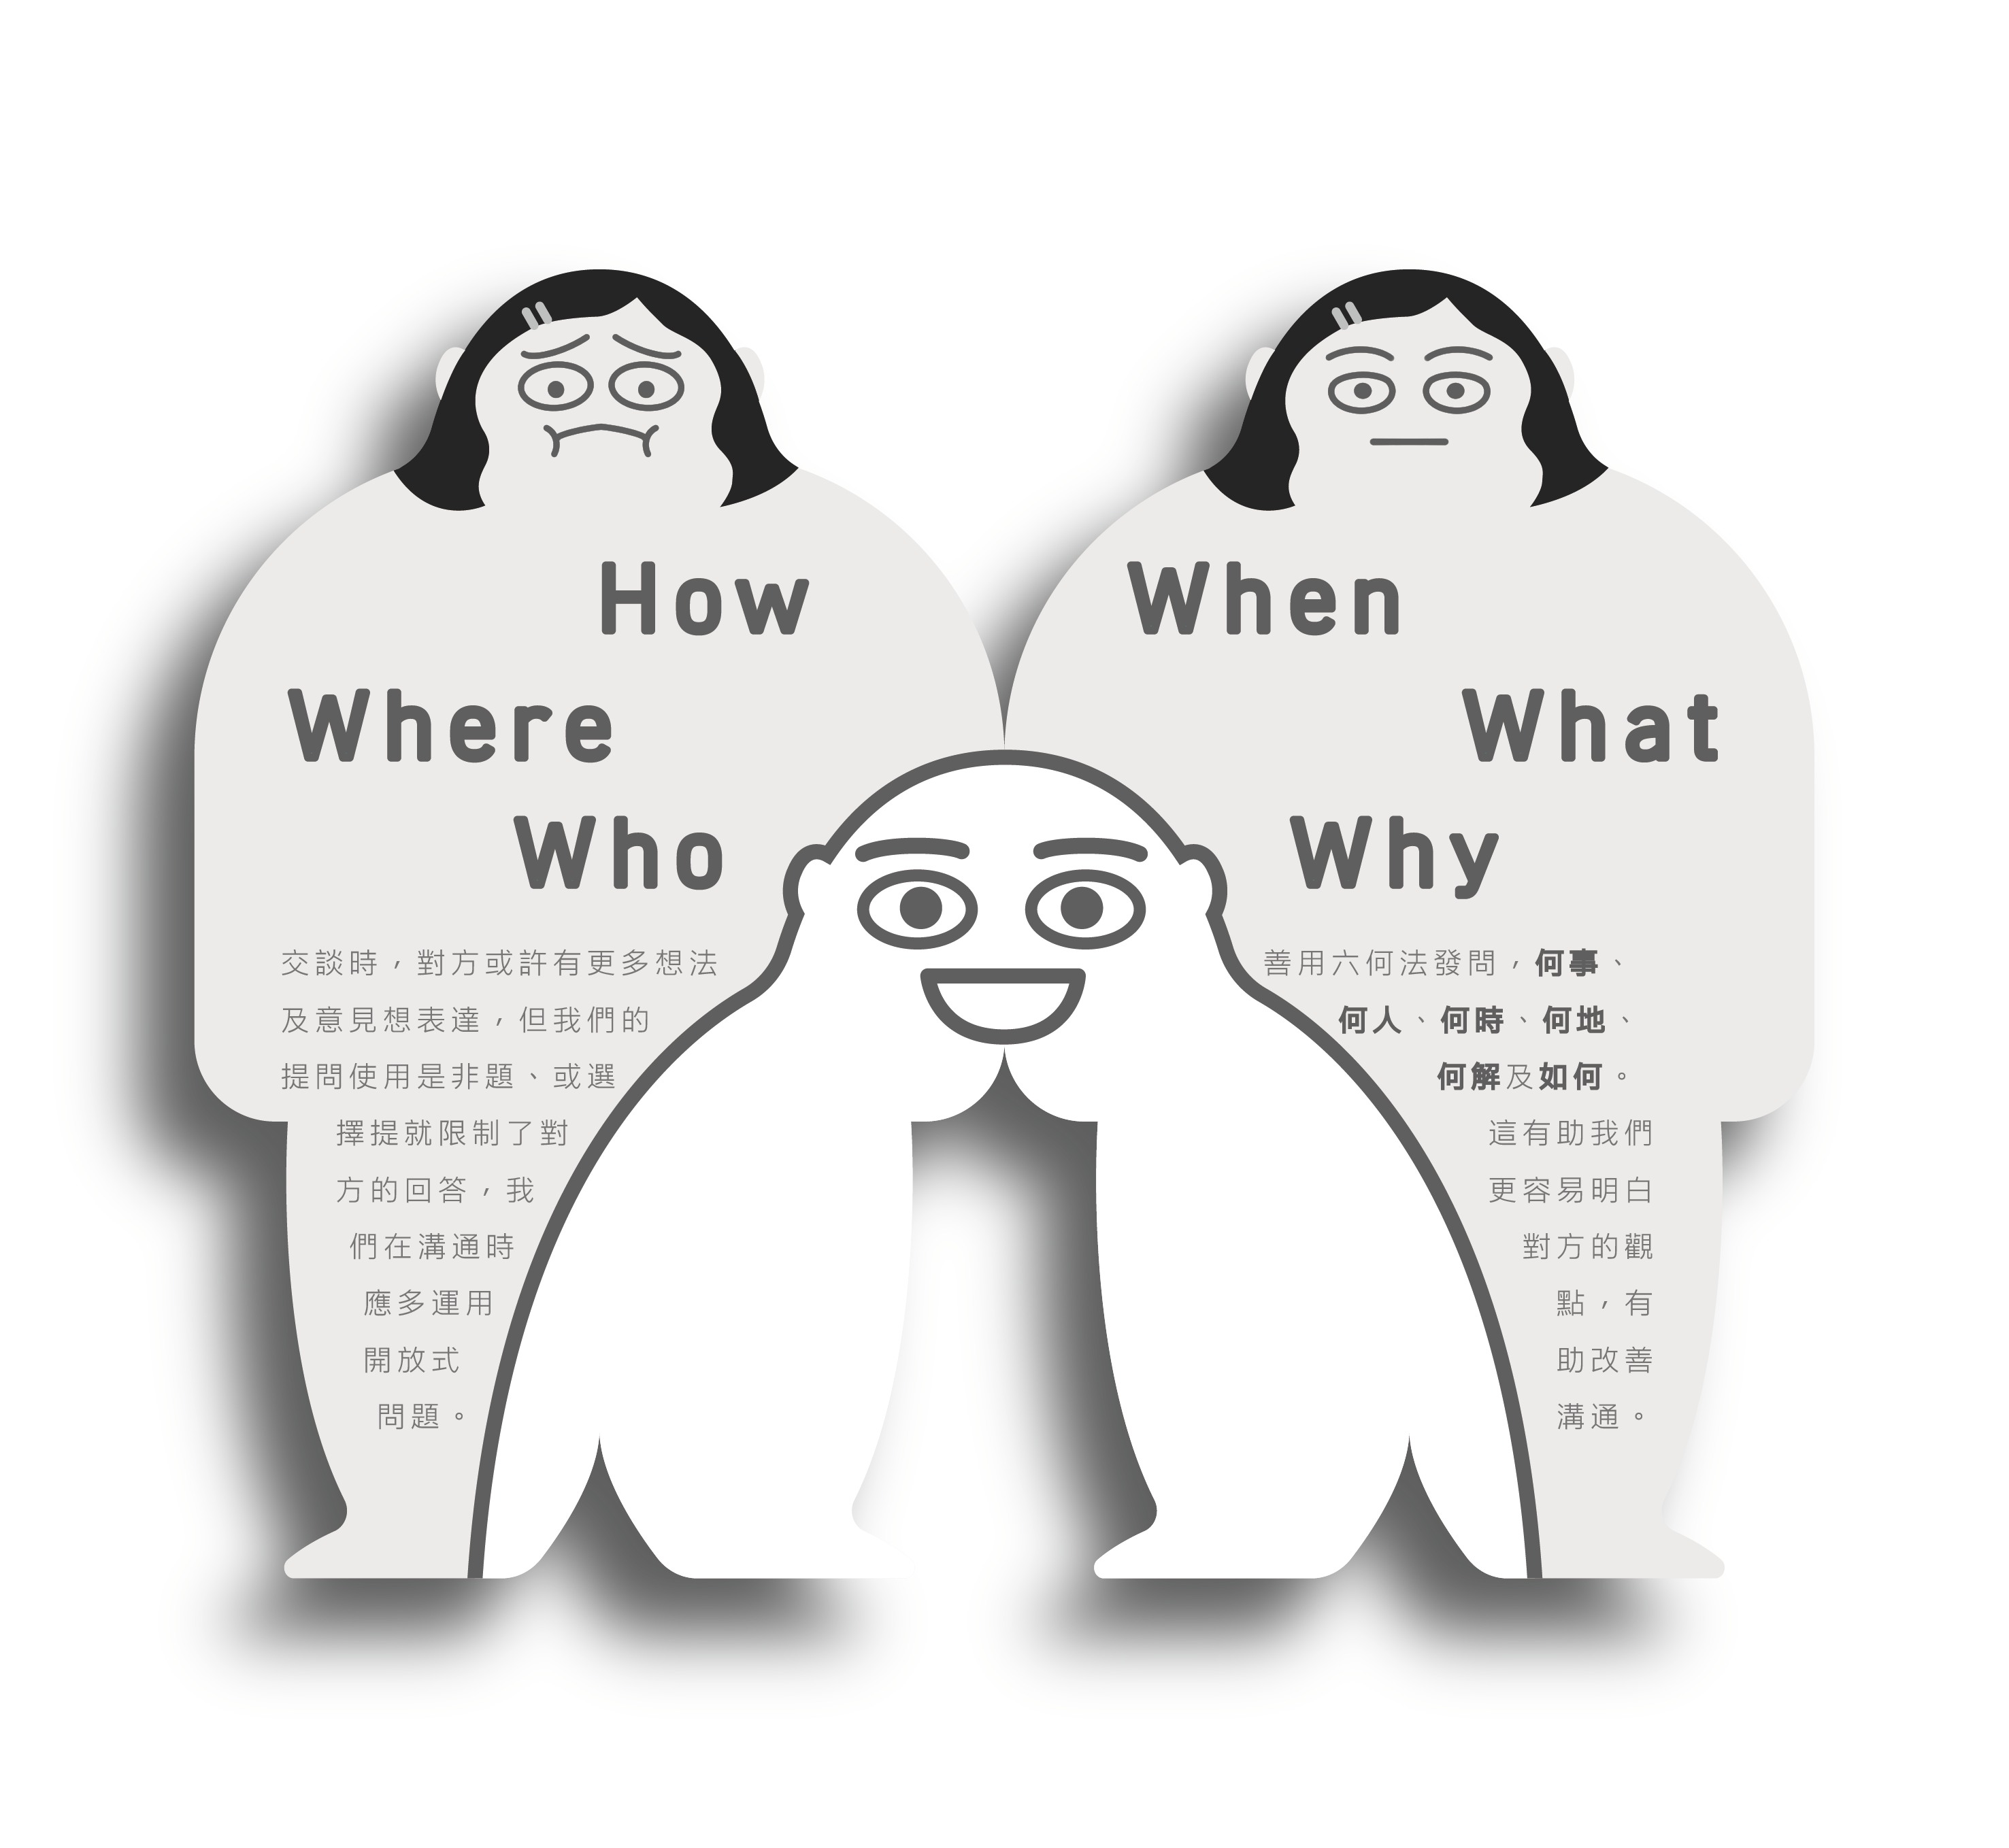 How
Where
Who
交談時，對方或許有更多想法
及意見想表達，但我們的
提問使用是非題、或選
擇提就限制了對
方的回答，我
們在溝通時
應多運用
開放式
問題。
When
What
Why
善用六何法發問，何事、
何人、何時、何地、
何解及如何。
這有助我們
更容易明白
對方的觀
點，有
助改善
溝通。